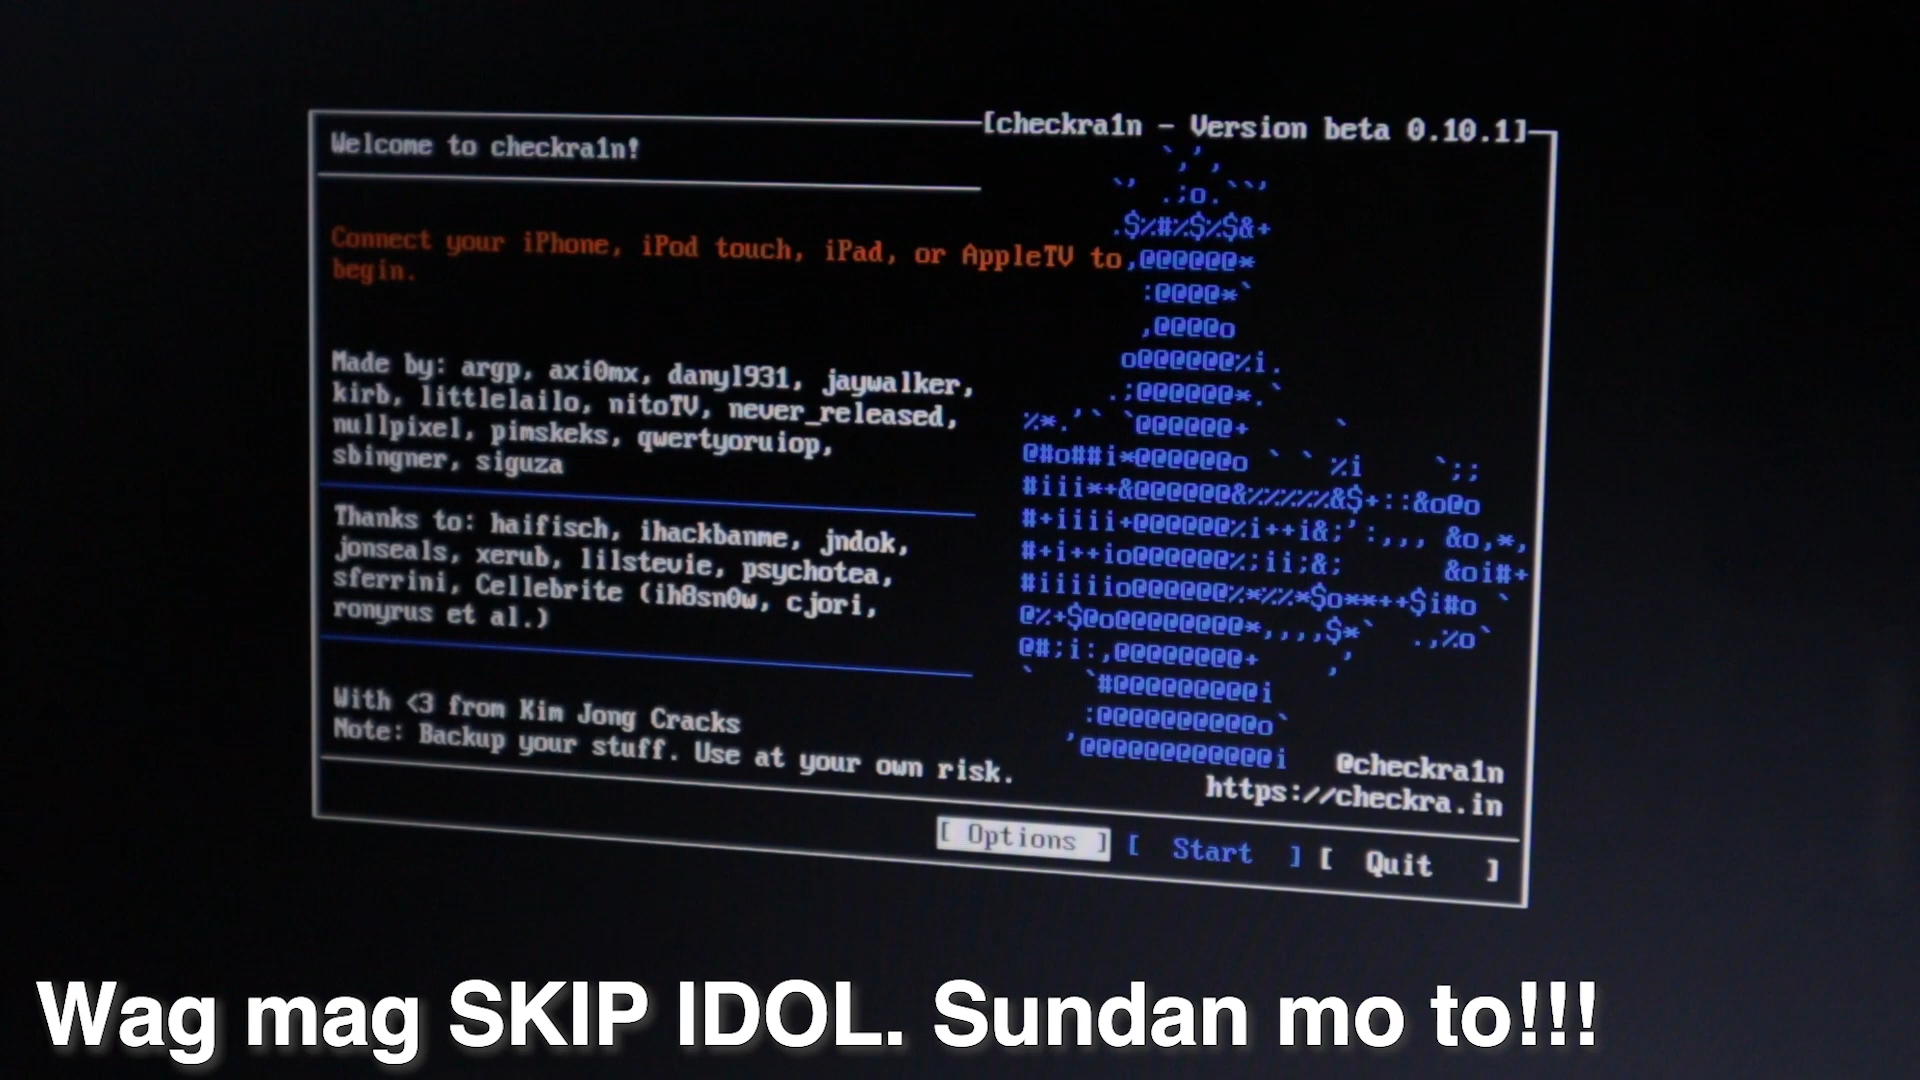 [checkra1n - Version beta 0.10.1]
Welcome to checkra1n!
Connect your iPhone, iPod touch, iPad, or AppleTV to
begin.
Made by: argp, axi0mx, danyl931, jaywalker,
kirb, littlelailo, nitoTV, never_released,
nullpixel, pimskeks, qwertyoruiop,
sbingner, siguza
Thanks to: haifisch, ihackbanme, jndok,
jonseals, xerub, lilstevie, psychotea,
sferrini, Cellebrite (ih8sn0w, cjori,
ronyrus et al.)
With <3 from Kim Jong Cracks
Note: Backup your stuff. Use at your own risk.
@checkra1n
https://checkra.in
[ Options ] [ Start ] [ Quit ]
Wag mag SKIP IDOL. Sundan mo to!!!